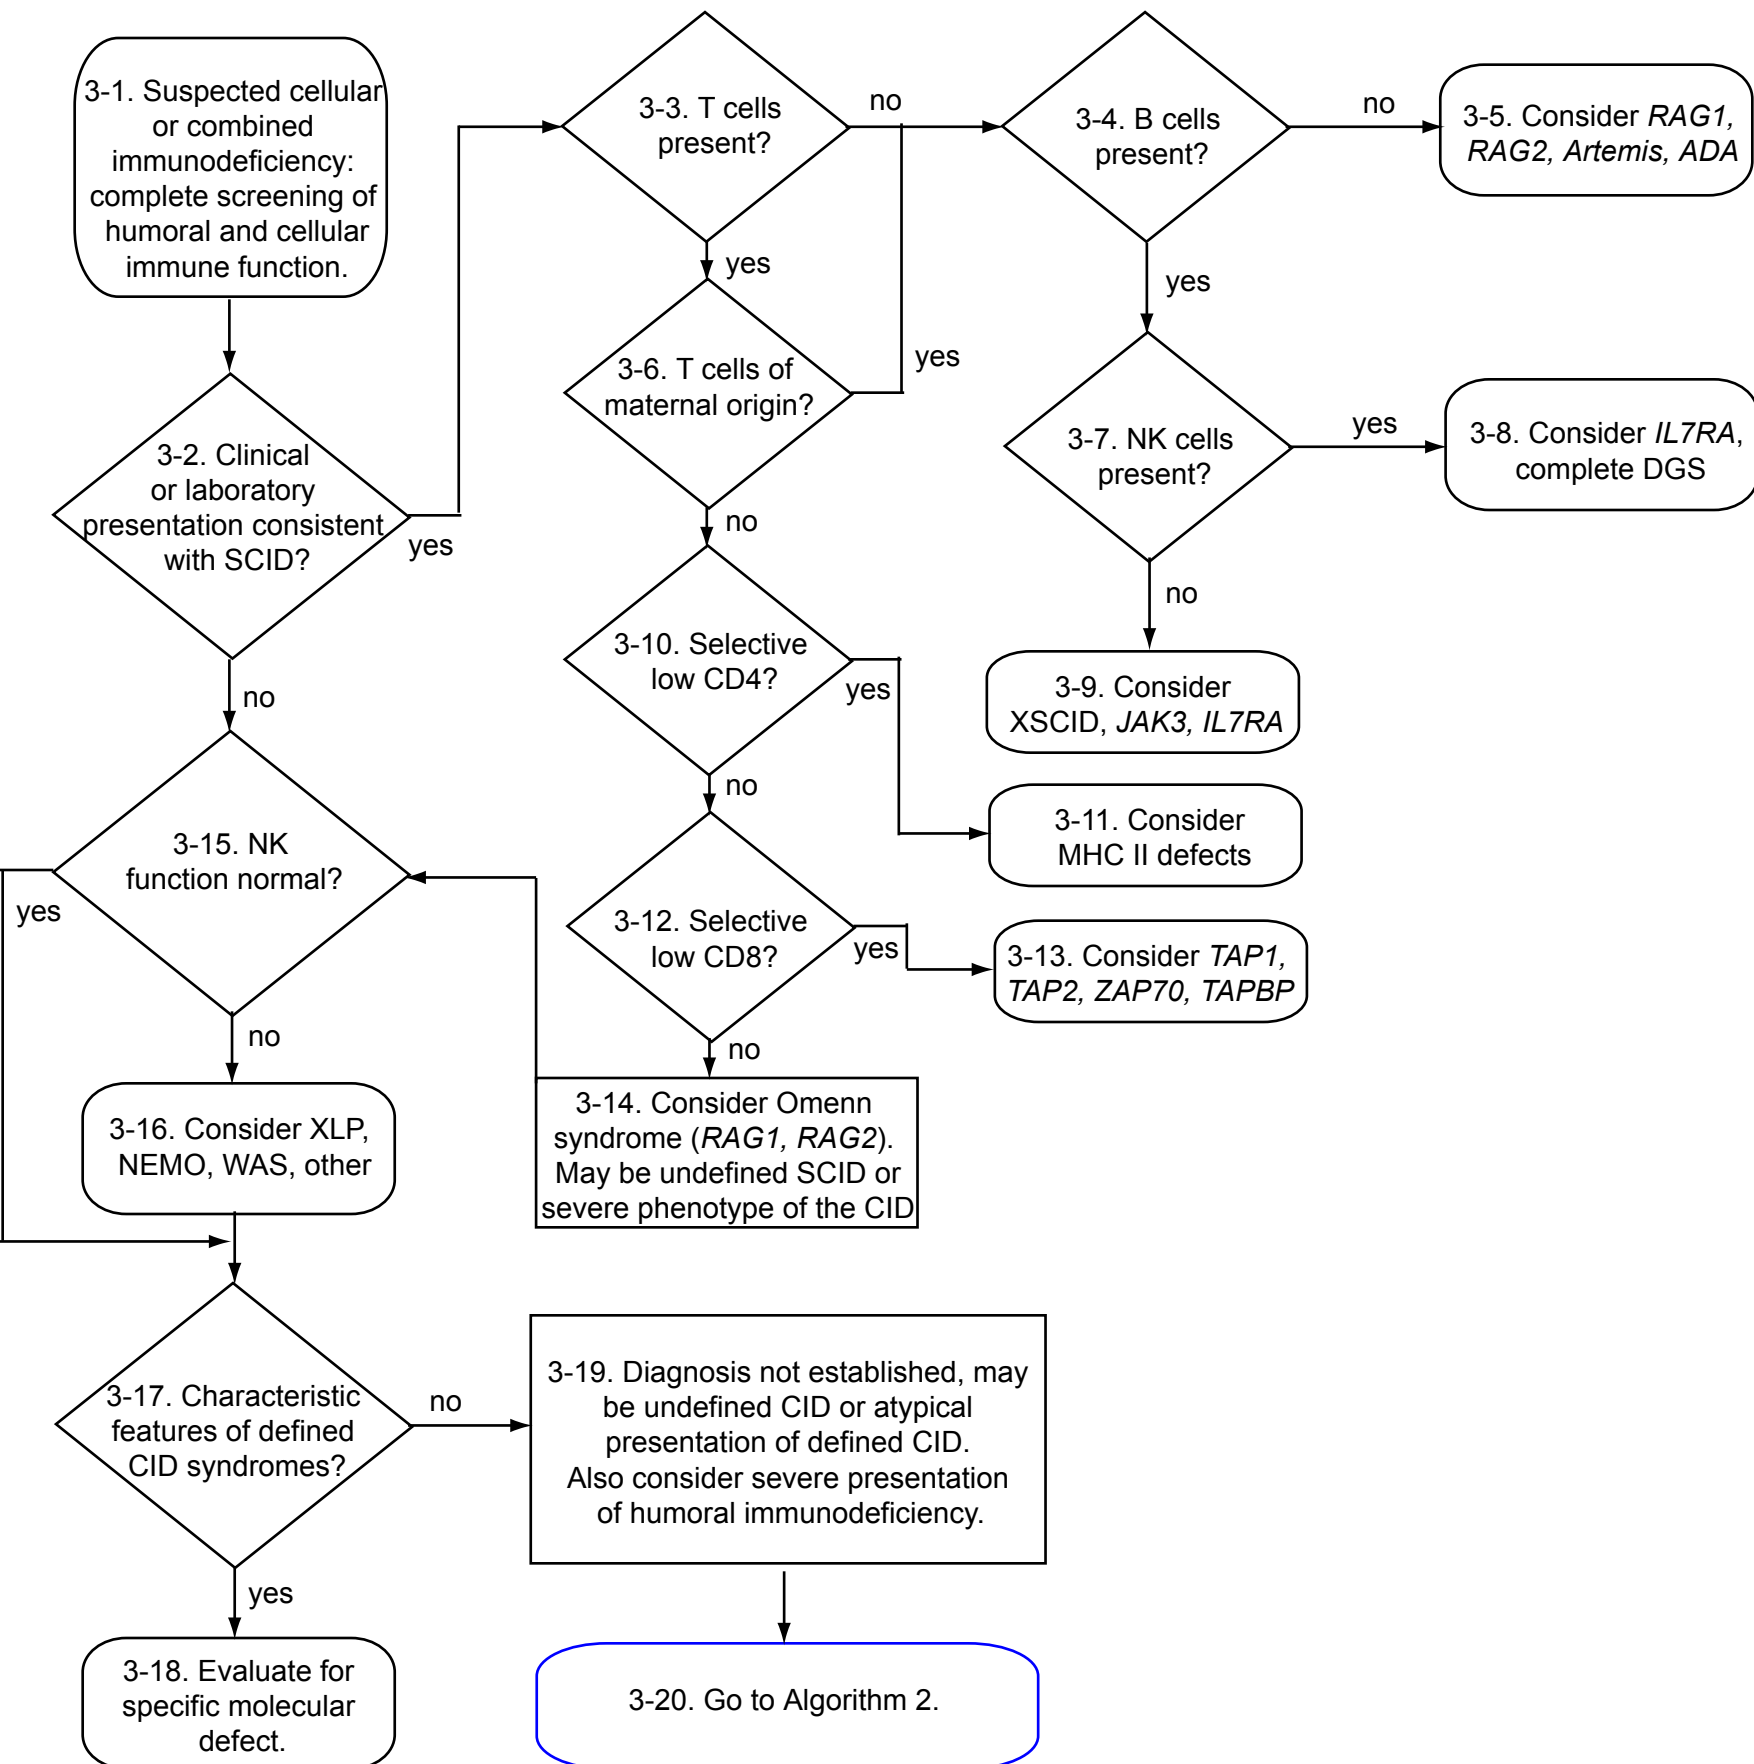 3-1. Suspected cellular
or combined
immunodeficiency:
complete screening of
humoral and cellular
immune function.
3-2. Clinical
or laboratory
presentation consistent
with SCID?
yes
no
3-3. T cells
present?
no
yes
3-4. B cells
present?
no
yes
3-5. Consider RAG1,
RAG2, Artemis, ADA
3-6. T cells of
maternal origin?
yes
no
3-7. NK cells
present?
yes
no
3-8. Consider IL7RA,
complete DGS
3-9. Consider
XSCID, JAK3, IL7RA
3-10. Selective
low CD4?
yes
no
3-11. Consider
MHC II defects
3-12. Selective
low CD8?
yes
no
3-13. Consider TAP1,
TAP2, ZAP70, TAPBP
3-14. Consider Omenn
syndrome (RAG1, RAG2).
May be undefined SCID or
severe phenotype of the CID
3-15. NK
function normal?
yes
no
3-16. Consider XLP,
NEMO, WAS, other
3-17. Characteristic
features of defined
CID syndromes?
no
yes
3-18. Evaluate for
specific molecular
defect.
3-19. Diagnosis not established, may
be undefined CID or atypical
presentation of defined CID.
Also consider severe presentation
of humoral immunodeficiency.
3-20. Go to Algorithm 2.